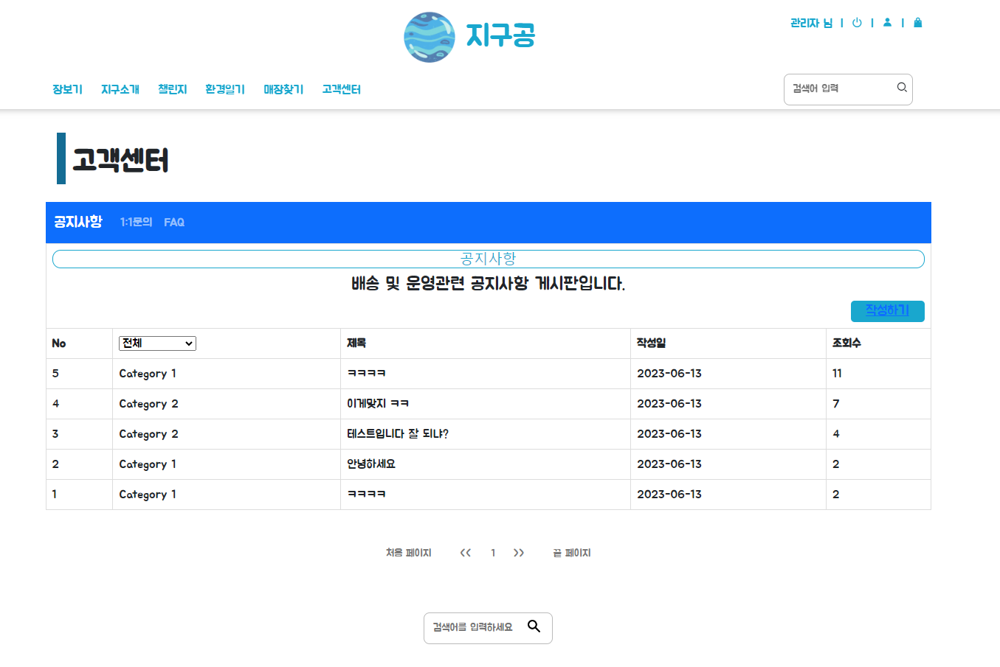 지구공
관리자 님 | | |
장보기 지구소개 챌린지 환경일기 매장찾기 고객센터
검색어 입력
고객센터
공지사항 1:1문의 FAQ
공지사항
배송 및 운영관련 공지사항 게시판입니다.
작성하기
No 전체 제목 작성일 조회수
5 Category 1 ㅋㅋㅋㅋ 2023-06-13 11
4 Category 2 이게맞지 ㅋㅋ 2023-06-13 7
3 Category 2 테스트입니다 잘 되냐? 2023-06-13 4
2 Category 1 안녕하세요 2023-06-13 2
1 Category 1 ㅋㅋㅋㅋ 2023-06-13 2
처음 페이지 << 1 >> 끝 페이지
검색어를 입력하세요